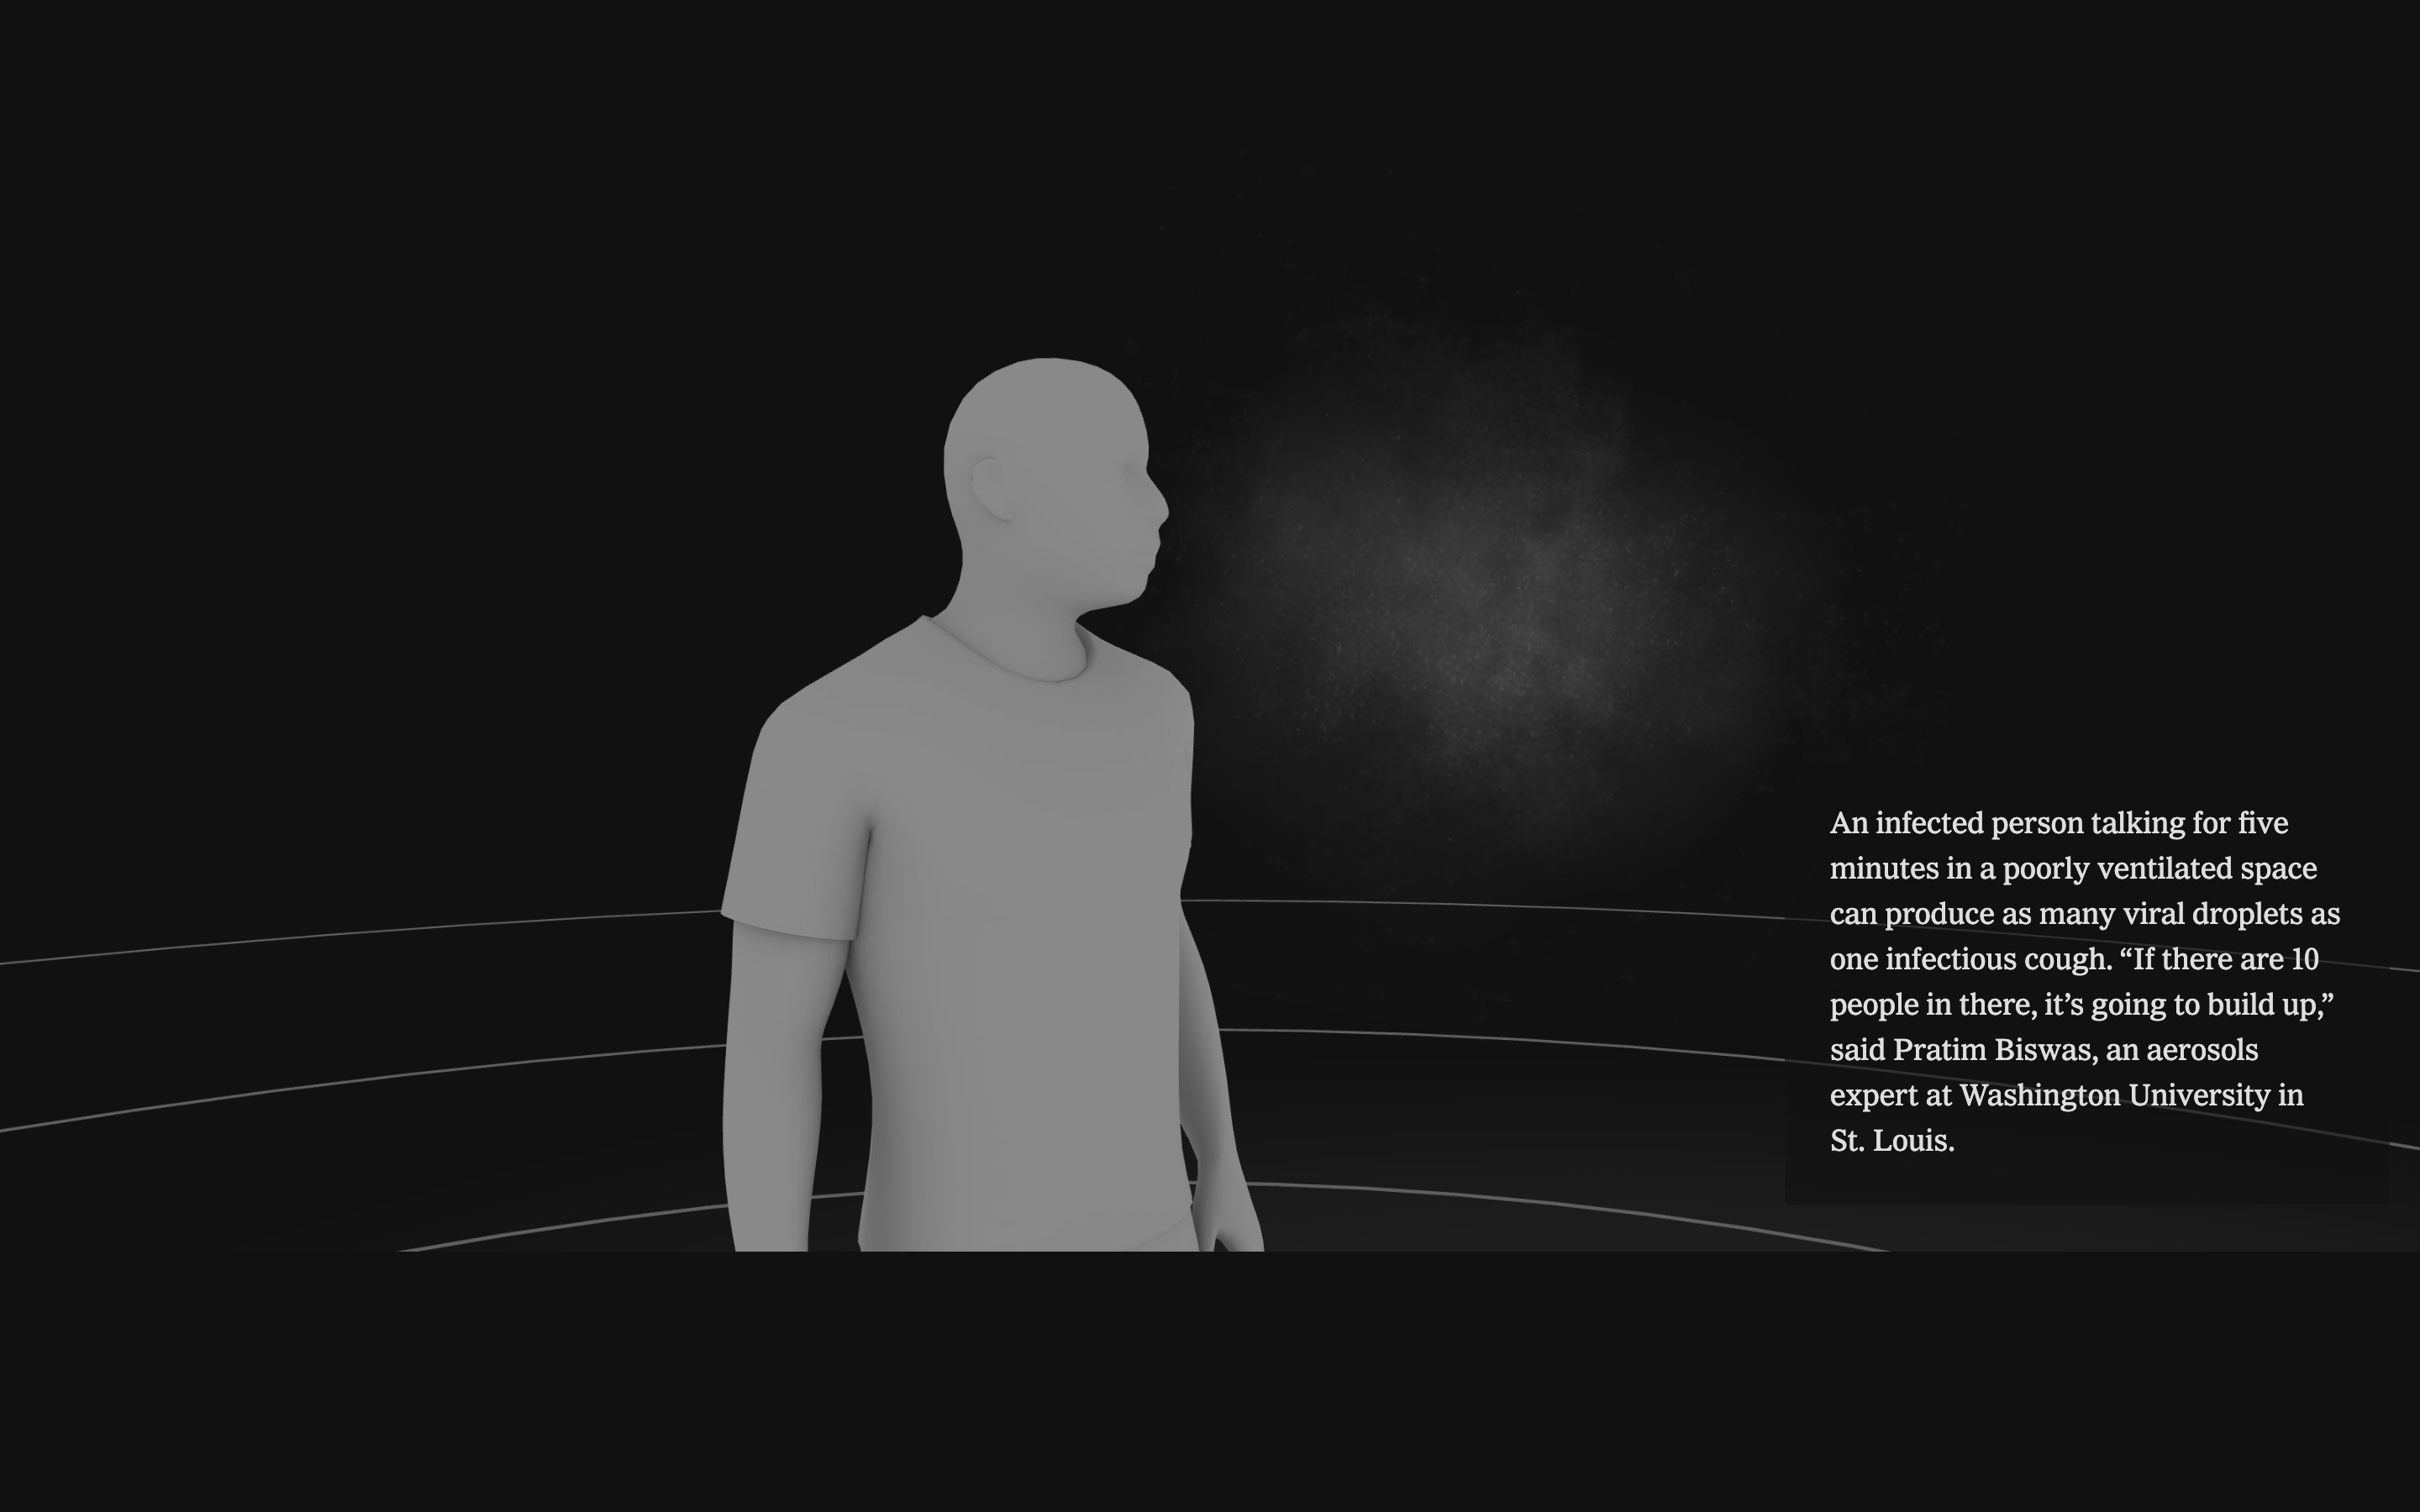 An infected person talking for five
minutes in a poorly ventilated space
can produce as many viral droplets as
one infectious cough. “If there are 10
people in there, it’s going to build up,”
said Pratim Biswas, an aerosols
expert at Washington University in
St. Louis.